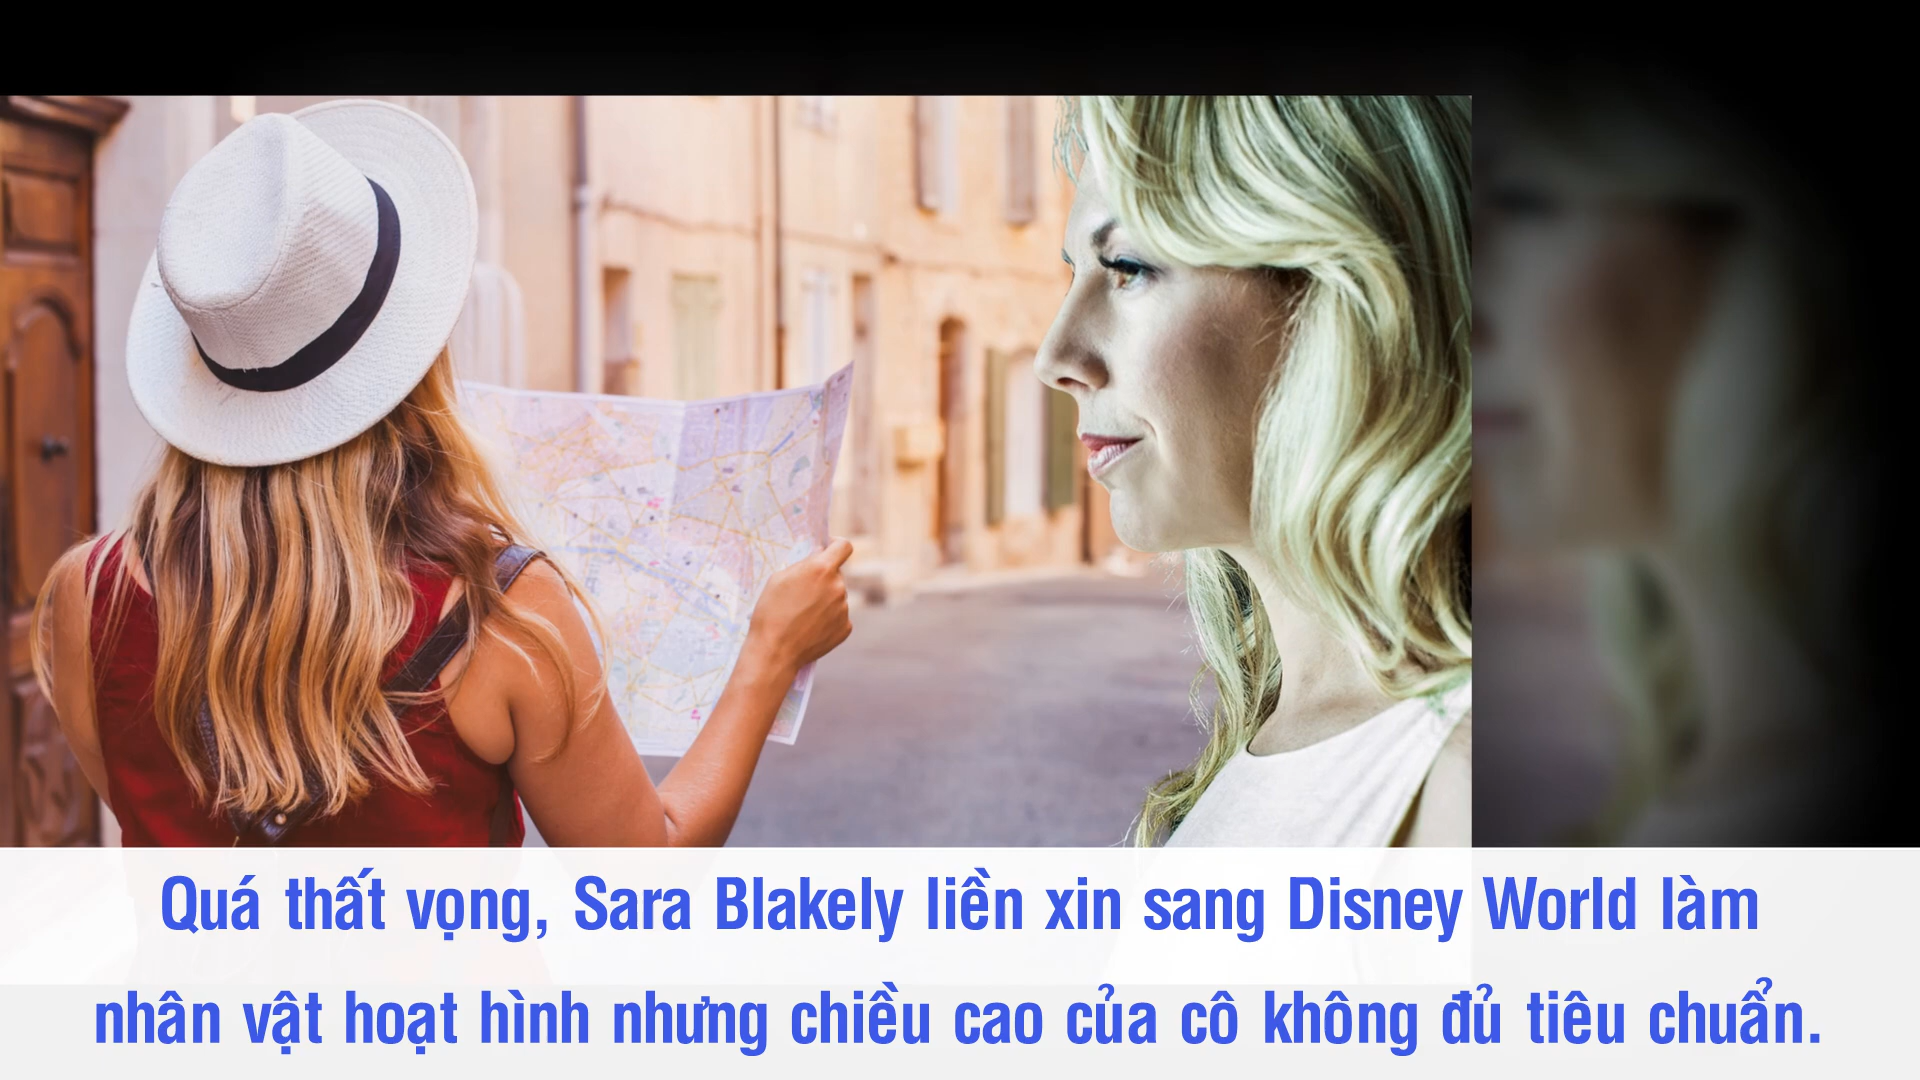 Quá thất vọng, Sara Blakely liền xin sang Disney World làm
nhân vật hoạt hình nhưng chiều cao của cô không đủ tiêu chuẩn.